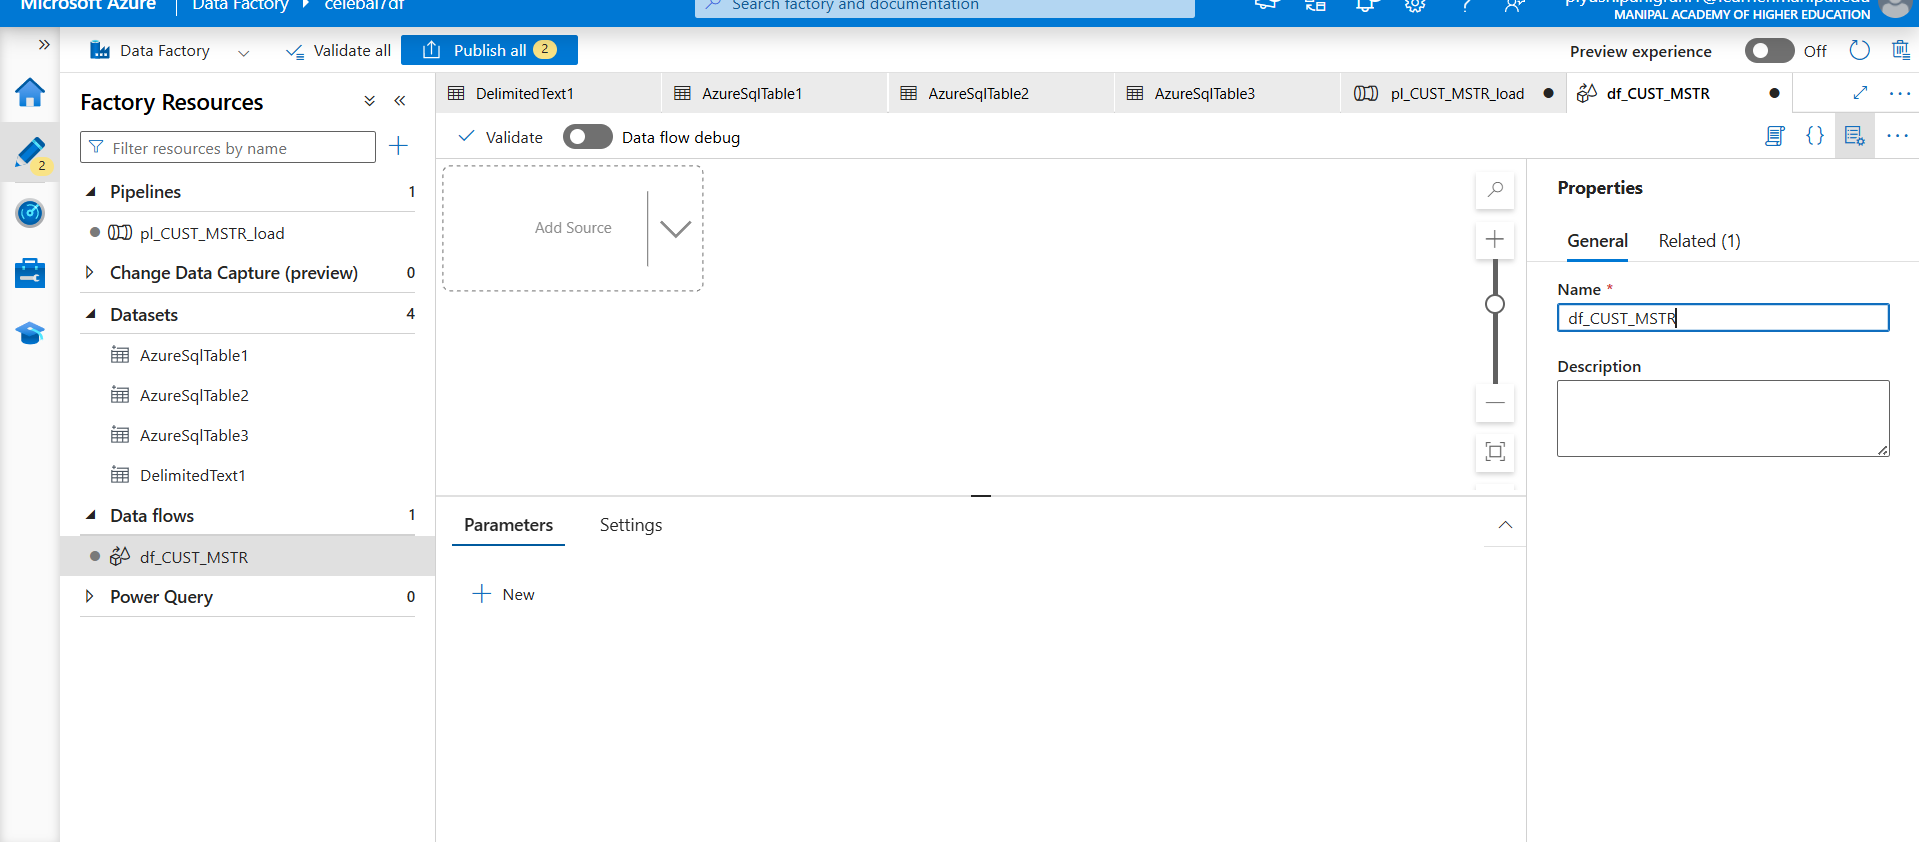 Microsoft Azure
Data Factory
celebal7df
Search factory and documentation
MANIPAL ACADEMY OF HIGHER EDUCATION
Data Factory
Validate all
Publish all 2
Preview experience
Off
2
Factory Resources
Filter resources by name
Pipelines 1
pl_CUST_MSTR_load
Change Data Capture (preview) 0
Datasets 4
AzureSqlTable1
AzureSqlTable2
AzureSqlTable3
DelimitedText1
Data flows 1
df_CUST_MSTR
Power Query 0
DelimitedText1
AzureSqlTable1
AzureSqlTable2
AzureSqlTable3
pl_CUST_MSTR_load
df_CUST_MSTR
Validate
Data flow debug
Add Source
Parameters
Settings
New
Properties
General
Related (1)
Name *
df_CUST_MSTR
Description